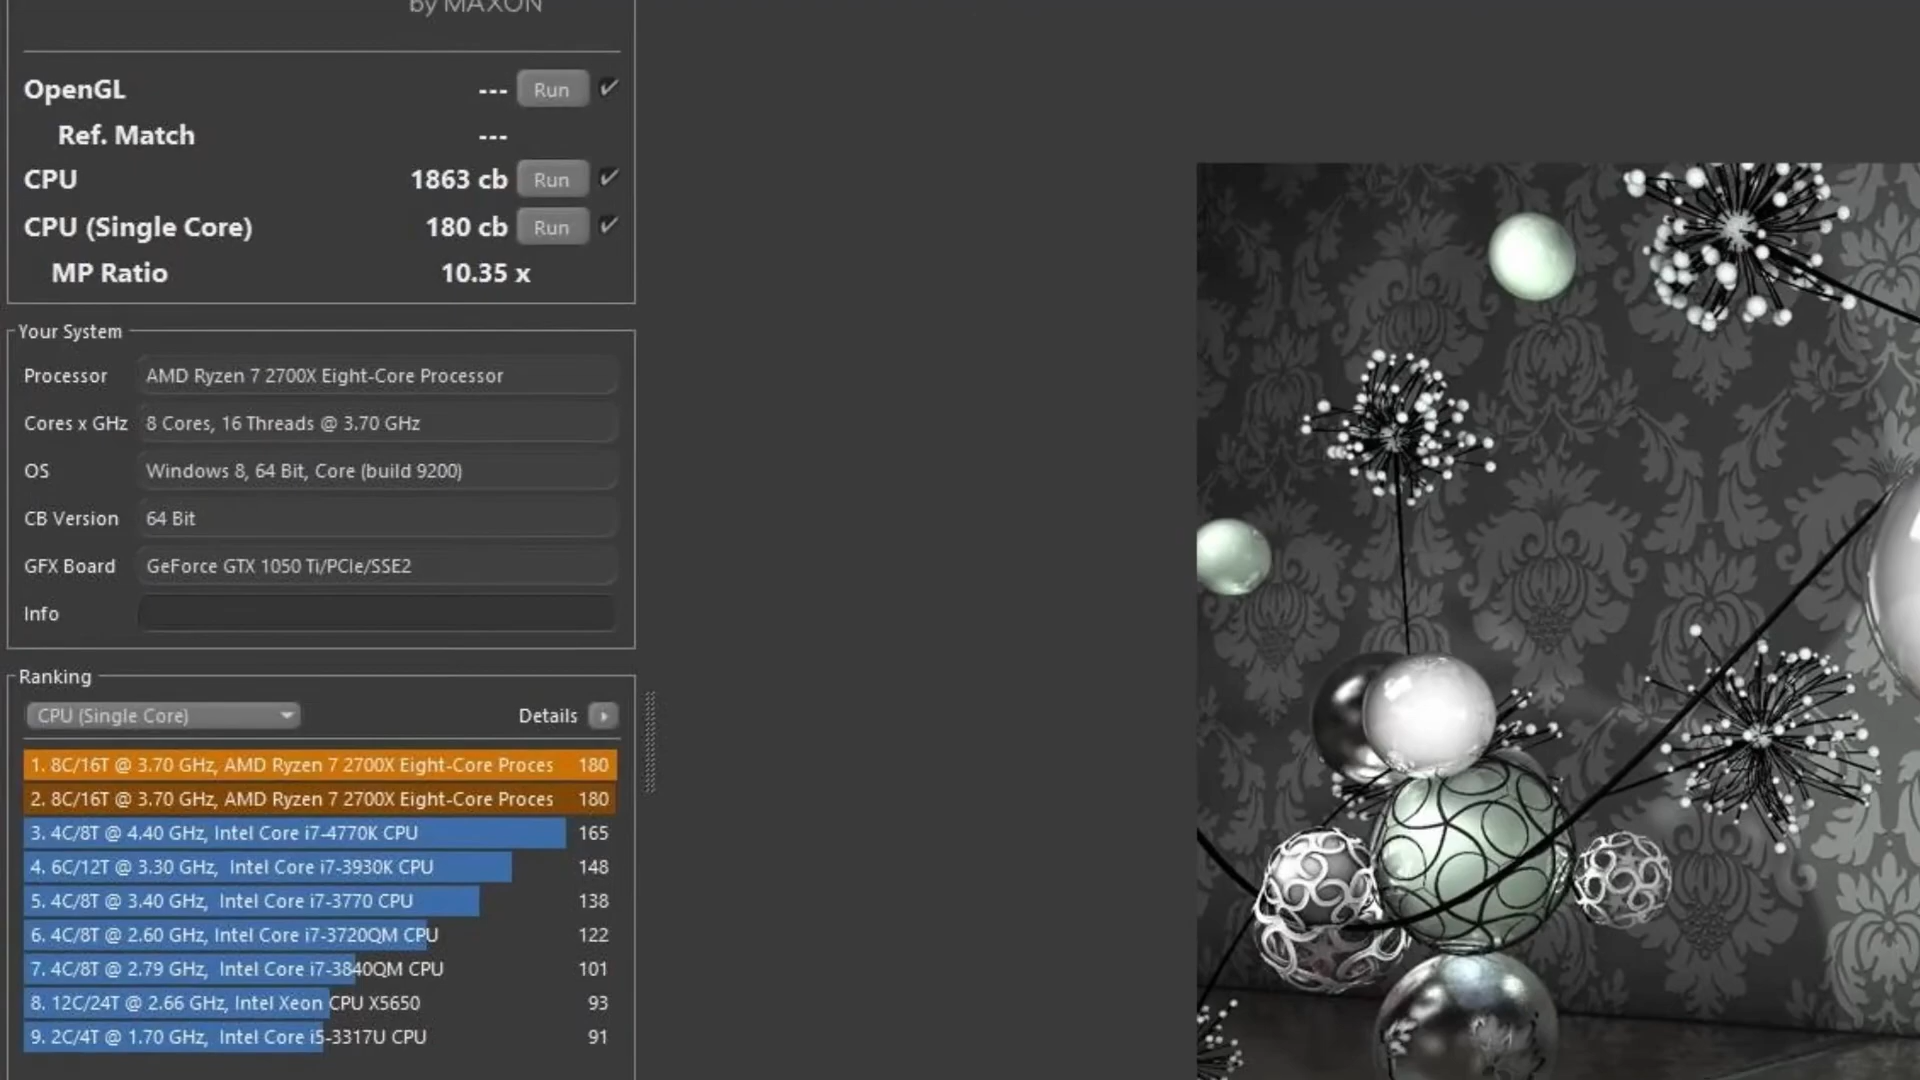 by MAXON
OpenGL --- Run
Ref. Match ---
CPU 1863 cb Run
CPU (Single Core) 180 cb Run
MP Ratio 10.35 x
Your System
Processor AMD Ryzen 7 2700X Eight-Core Processor
Cores x GHz 8 Cores, 16 Threads @ 3.70 GHz
OS Windows 8, 64 Bit, Core (build 9200)
CB Version 64 Bit
GFX Board GeForce GTX 1050 Ti/PCIe/SSE2
Info
Ranking
CPU (Single Core) Details
1. 8C/16T @ 3.70 GHz, AMD Ryzen 7 2700X Eight-Core Proces 180
2. 8C/16T @ 3.70 GHz, AMD Ryzen 7 2700X Eight-Core Proces 180
3. 4C/8T @ 4.40 GHz, Intel Core i7-4770K CPU 165
4. 6C/12T @ 3.30 GHz, Intel Core i7-3930K CPU 148
5. 4C/8T @ 3.40 GHz, Intel Core i7-3770 CPU 138
6. 4C/8T @ 2.60 GHz, Intel Core i7-3720QM CPU 122
7. 4C/8T @ 2.79 GHz, Intel Core i7-3840QM CPU 101
8. 12C/24T @ 2.66 GHz, Intel Xeon CPU X5650 93
9. 2C/4T @ 1.70 GHz, Intel Core i5-3317U CPU 91